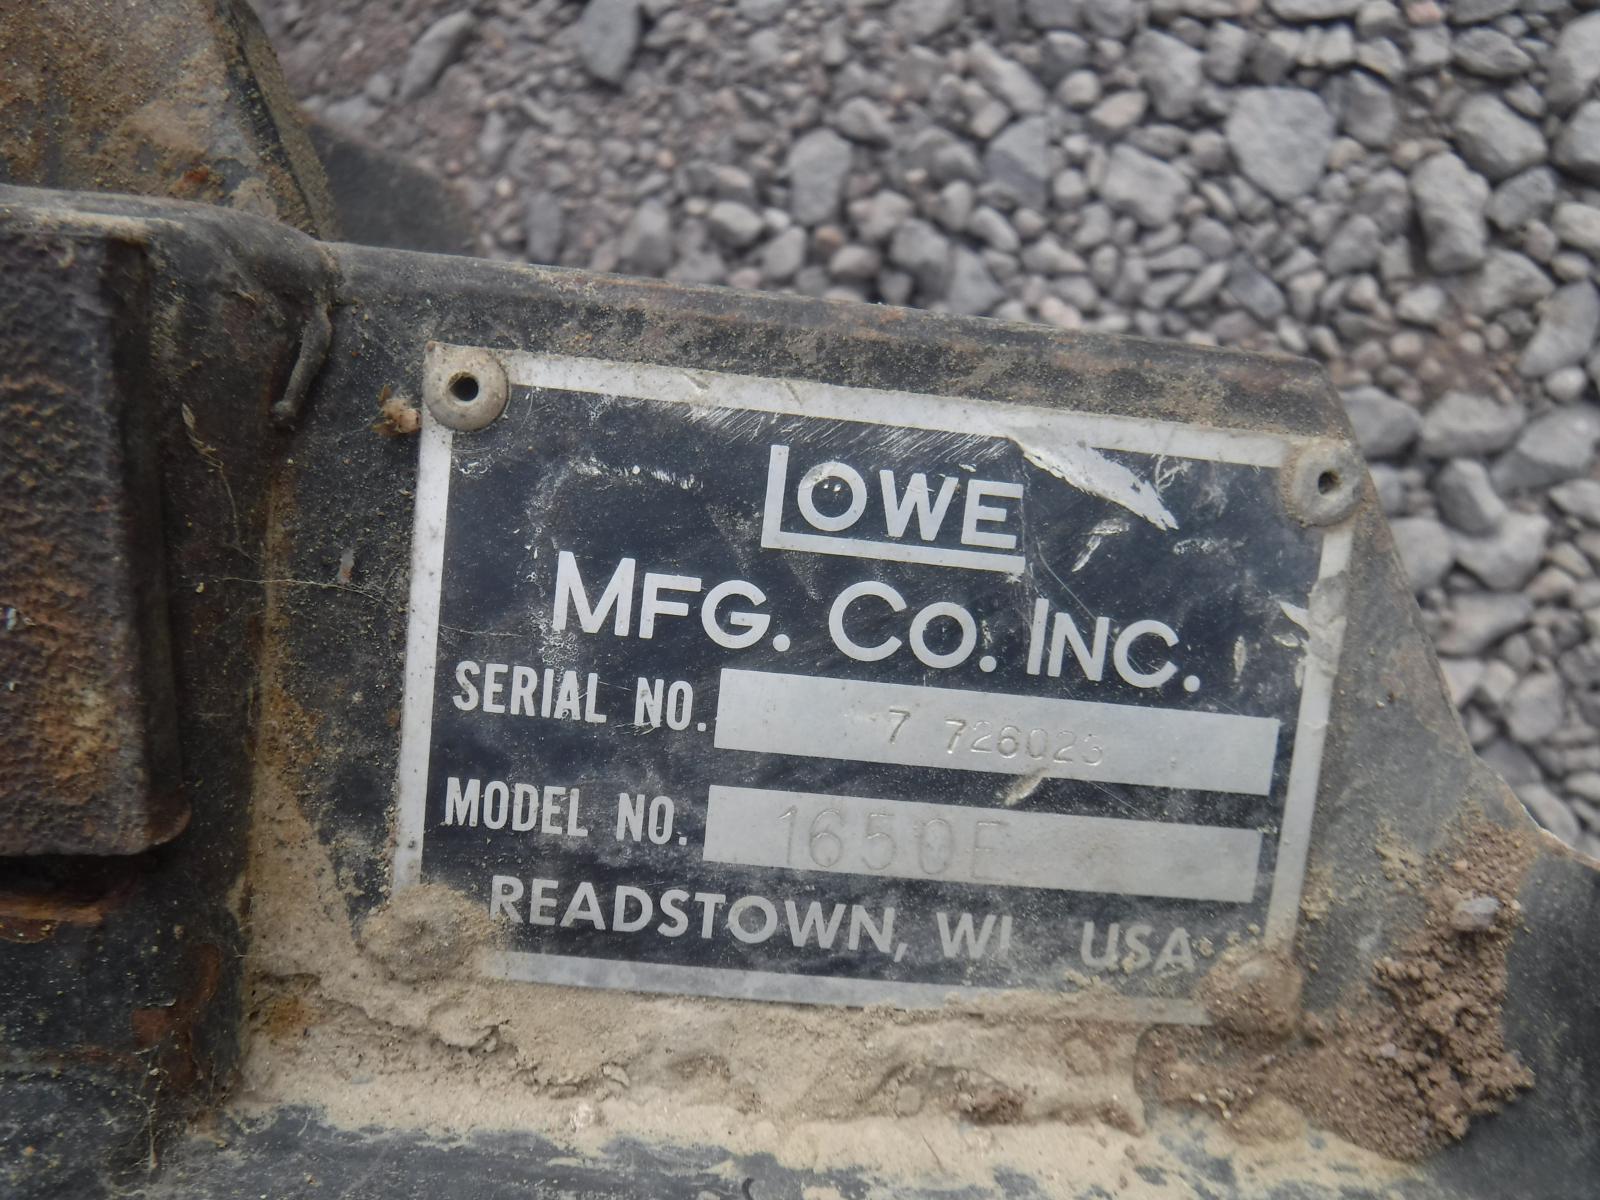 LOWE
MFG. CO. INC.
SERIAL NO. 7 726023
MODEL NO. 1650E
READSTOWN, WI USA